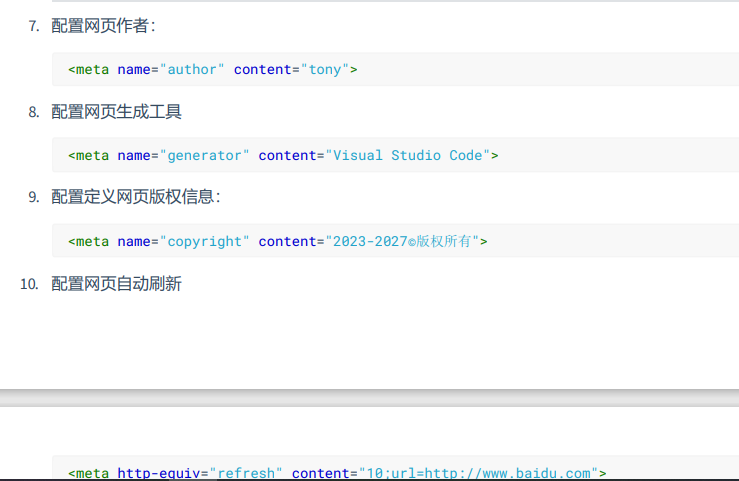 7. 配置网页作者：
<meta name="author" content="tony">
8. 配置网页生成工具
<meta name="generator" content="Visual Studio Code">
9. 配置定义网页版权信息：
<meta name="copyright" content="2023-2027©版权所有">
10. 配置网页自动刷新
<meta http-equiv="refresh" content="10;url=http://www.baidu.com">